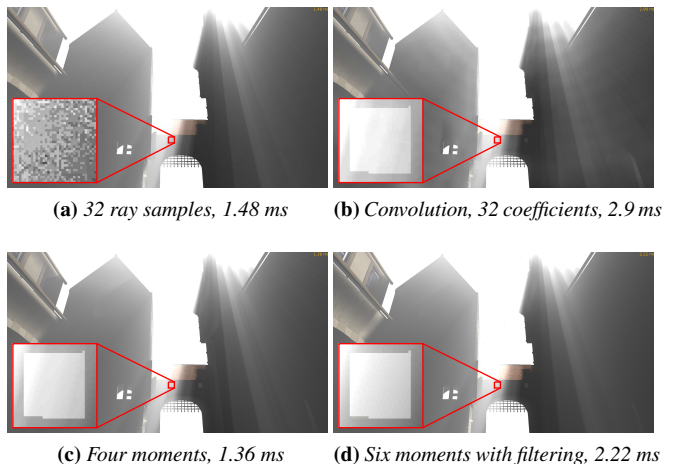 (a) 32 ray samples, 1.48 ms
(b) Convolution, 32 coefficients, 2.9 ms
(c) Four moments, 1.36 ms
(d) Six moments with filtering, 2.22 ms